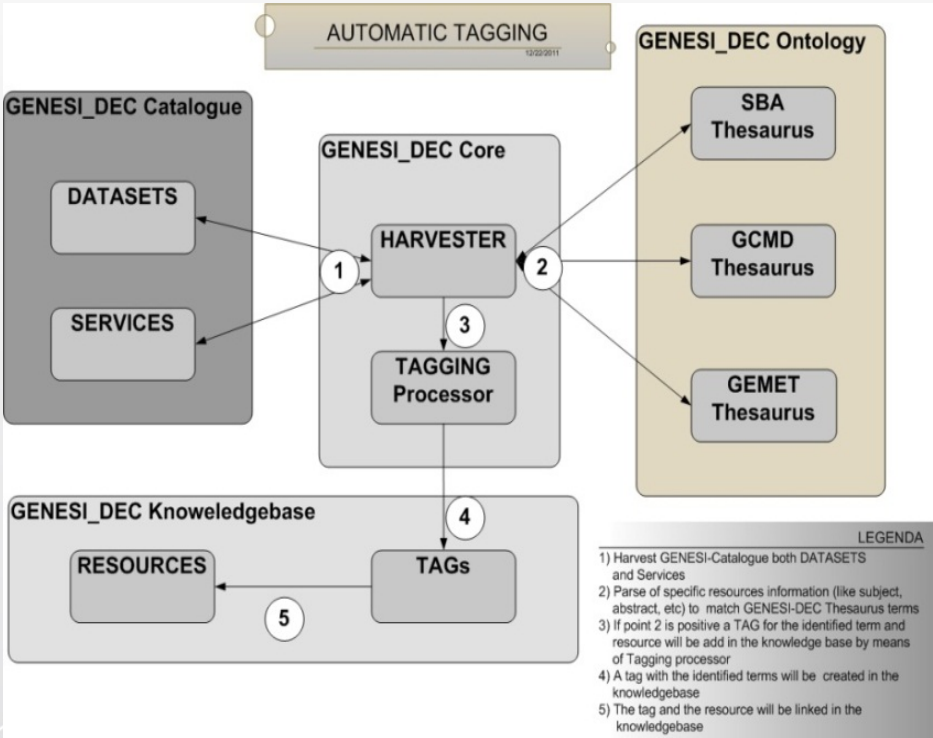 AUTOMATIC TAGGING
12/22/2011
GENESI_DEC Ontology
SBA
Thesaurus
GCMD
Thesaurus
GEMET
Thesaurus
GENESI_DEC Catalogue
DATASETS
SERVICES
GENESI_DEC Core
HARVESTER
1
2
3
TAGGING
Processor
4
GENESI_DEC Knoweledgebase
RESOURCES
TAGs
5
LEGENDA
1) Harvest GENESI-Catalogue both DATASETS
and Services
2) Parse of specific resources information (like subject,
abstract, etc) to match GENESI-DEC Thesaurus terms
3) If point 2 is positive a TAG for the identified term and
resource will be add in the knowledge base by means
of Tagging processor
4) A tag with the identified terms will be created in the
knowledgebase
5) The tag and the resource will be linked in the
knowledgebase